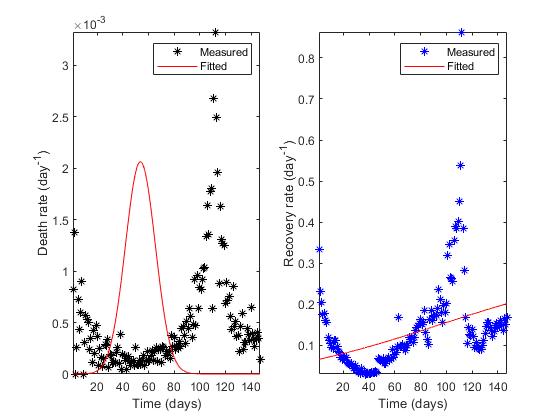 ×10-3
Measured
Fitted
Death rate (day-1)
3
2.5
2
1.5
1
0.5
0
20 40 60 80 100 120 140
Time (days)
Measured
Fitted
Recovery rate (day-1)
0.8
0.7
0.6
0.5
0.4
0.3
0.2
0.1
20 40 60 80 100 120 140
Time (days)